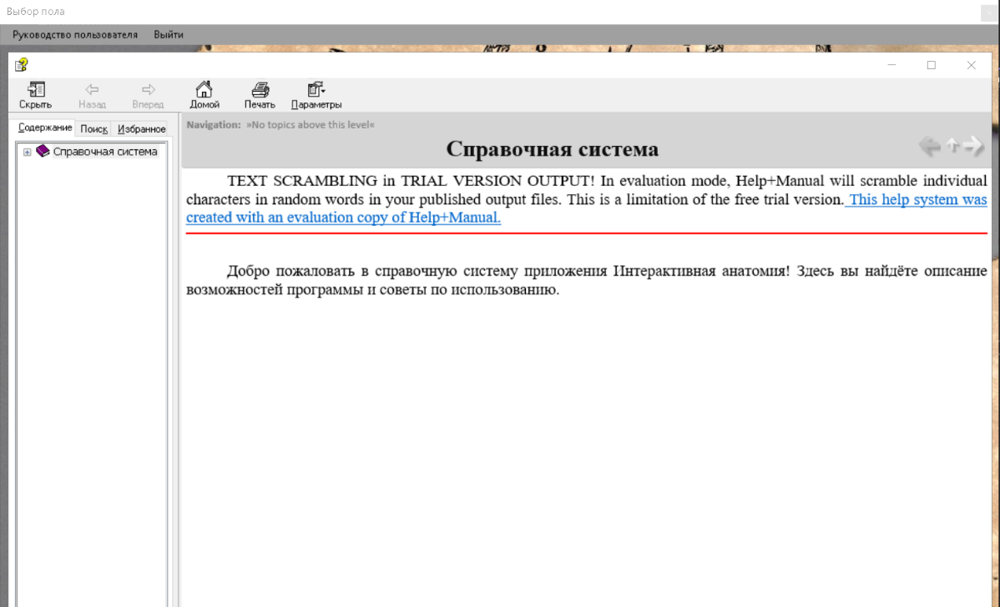 Выбор пола
Руководство пользователя Выйти
Скрыть Назад Вперед Домой Печать Параметры
Содержание Поиск Избранное
Справочная система
Navigation: »No topics above this level«
Справочная система
TEXT SCRAMBLING in TRIAL VERSION OUTPUT! In evaluation mode, Help+Manual will scramble individual
characters in random words in your published output files. This is a limitation of the free trial version. This help system was
created with an evaluation copy of Help+Manual.
Добро пожаловать в справочную систему приложения Интерактивная анатомия! Здесь вы найдёте описание
возможностей программы и советы по использованию.